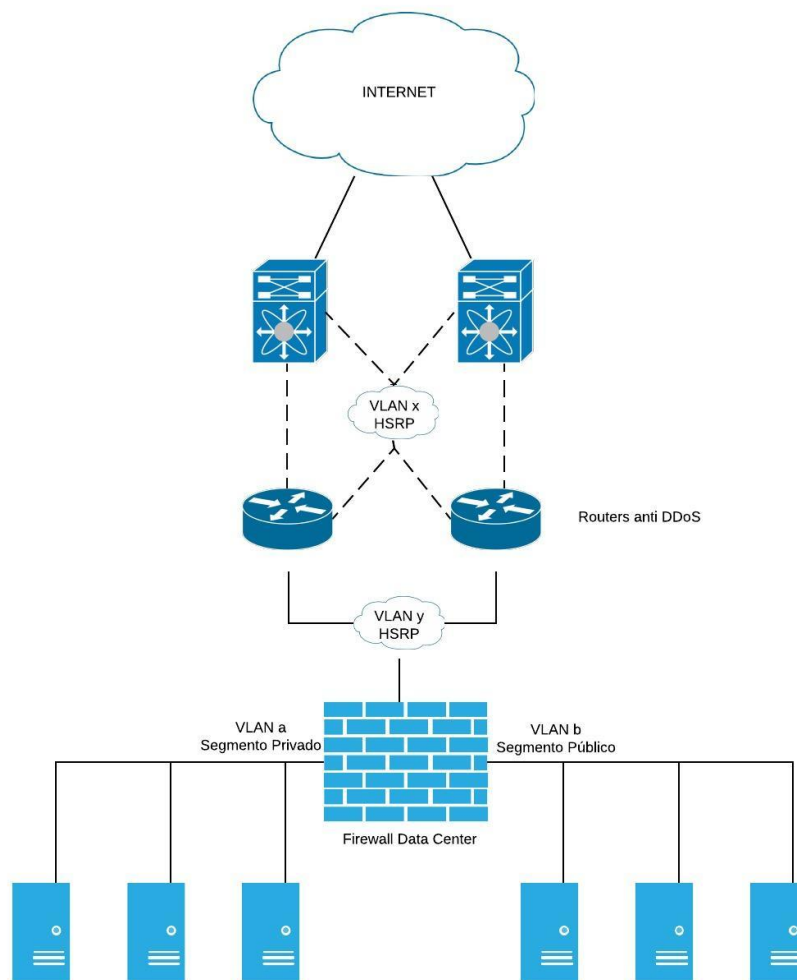 INTERNET
VLAN x
HSRP
Routers anti DDoS
VLAN y
HSRP
VLAN a
Segmento Privado
VLAN b
Segmento Público
Firewall Data Center